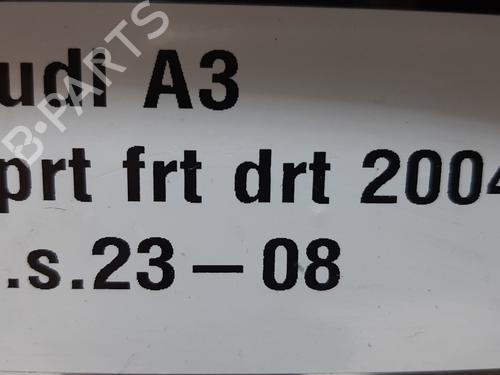 udi A3
prt frt drt 2004
.s.23-08
B-PARTS